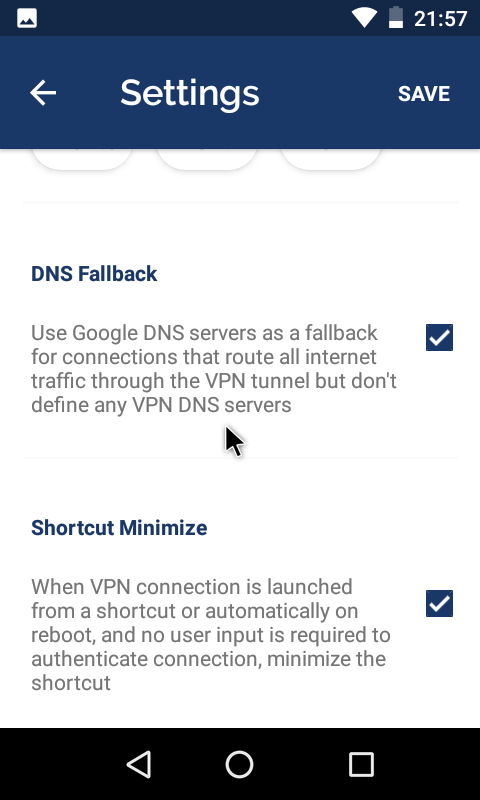 21:57
Settings
SAVE
DNS Fallback
Use Google DNS servers as a fallback
for connections that route all internet
traffic through the VPN tunnel but don't
define any VPN DNS servers
Shortcut Minimize
When VPN connection is launched
from a shortcut or automatically on
reboot, and no user input is required to
authenticate connection, minimize the
shortcut